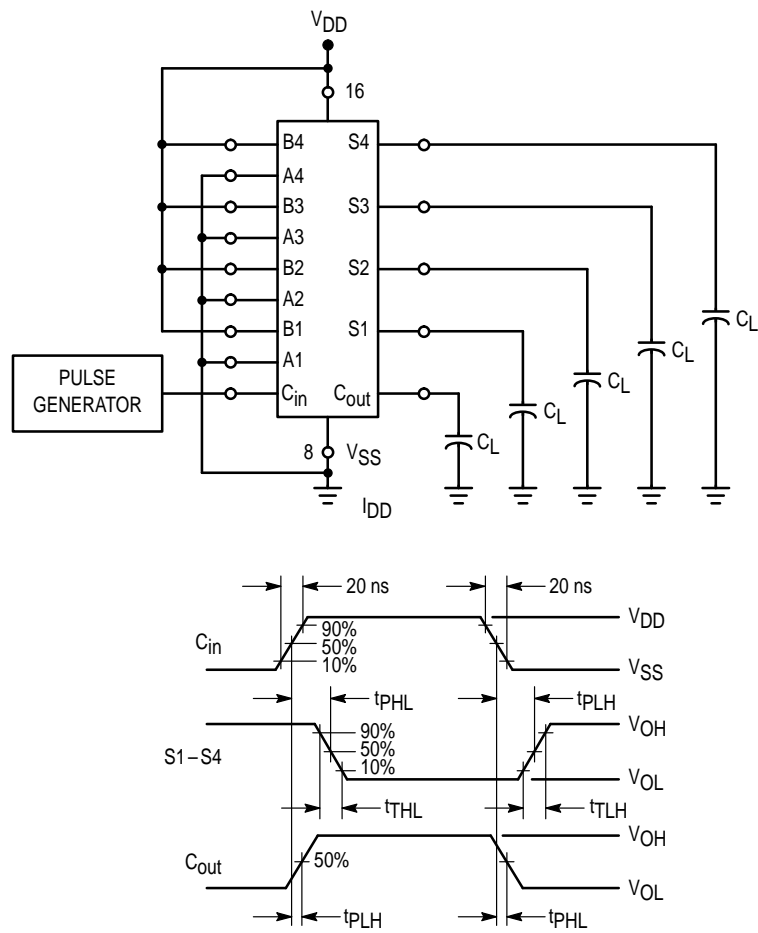 VDD
16
B4 S4
A4
B3 S3
A3
B2 S2
A2
B1 S1
A1
Cin Cout
PULSE
GENERATOR
CL
CL
CL
CL
CL
8 VSS
IDD
20 ns 20 ns
Cin
90%
50%
10%
VDD
VSS
tPHL tPLH
S1–S4
90%
50%
10%
VOH
VOL
tTHL tTLH
Cout
50%
VOH
VOL
tPLH tPHL